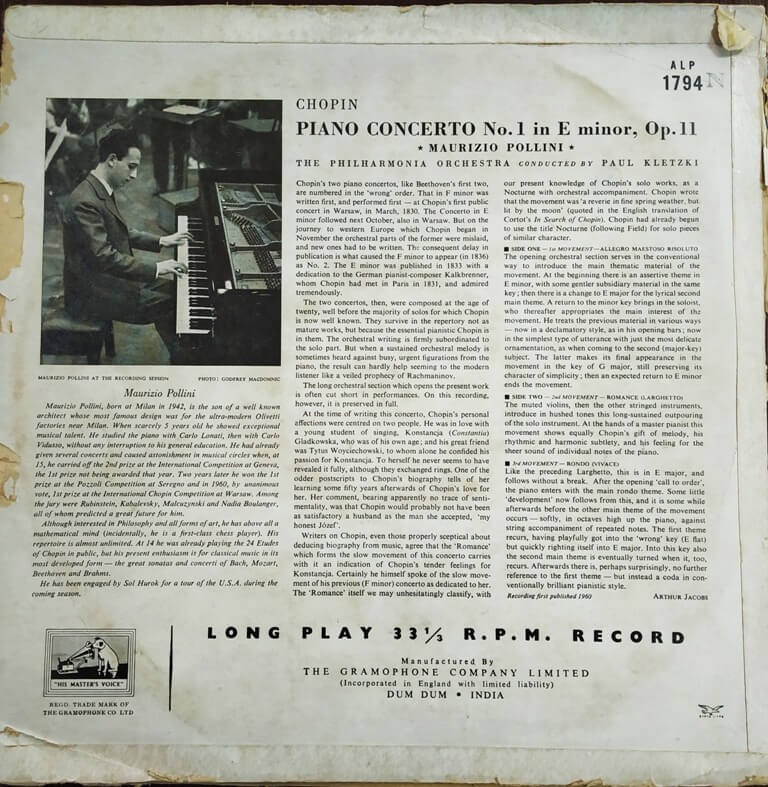 ALP
1794
CHOPIN
PIANO CONCERTO No. 1 in E minor, Op. 11
★ MAURIZIO POLLINI ★
THE PHILHARMONIA ORCHESTRA CONDUCTED BY PAUL KLETZKI
MAURIZIO POLLINI AT THE RECORDING SESSION PHOTO: GODFREY MACDOMNIC
Maurizio Pollini
Maurizio Pollini, born at Milan in 1942, is the son of a well known
architect whose most famous design was for the ultra-modern Olivetti
factories near Milan. When scarcely 5 years old he showed exceptional
musical talent. He studied the piano with Carlo Lonati, then with Carlo
Vidusso, without any interruption to his general education. He had already
given several concerts and caused astonishment in musical circles when, at
15, he carried off the 2nd prize at the International Competition at Geneva,
the 1st prize not being awarded that year. Two years later he won the 1st
prize at the Pozzoli Competition at Seregno and in 1960, by unanimous
vote, 1st prize at the International Chopin Competition at Warsaw. Among
the jury were Rubinstein, Kabalevsky, Malcuzynski and Nadia Boulanger,
all of whom predicted a great future for him.
Although interested in Philosophy and all forms of art, he has above all a
mathematical mind (incidentally, he is a first-class chess player). His
repertoire is almost unlimited. At 14 he was already playing the 24 Etudes
of Chopin in public, but his present enthusiasm is for classical music in its
most developed form — the great sonatas and concerti of Bach, Mozart,
Beethoven and Brahms.
He has been engaged by Sol Hurok for a tour of the U.S.A. during the
coming season.
Chopin's two piano concertos, like Beethoven's first two,
are numbered in the 'wrong' order. That in F minor was
written first, and performed first — at Chopin's first public
concert in Warsaw, in March, 1830. The Concerto in E
minor followed next October, also in Warsaw. But on the
journey to western Europe which Chopin began in
November the orchestral parts of the former were mislaid,
and new ones had to be written. The consequent delay in
publication is what caused the F minor to appear (in 1836)
as No. 2. The E minor was published in 1833 with a
dedication to the German pianist-composer Kalkbrenner,
whom Chopin had met in Paris in 1831, and admired
tremendously.
The two concertos, then, were composed at the age of
twenty, well before the majority of solos for which Chopin
is now well known. They survive in the repertory not as
mature works, but because the essential pianistic Chopin is
in them. The orchestral writing is firmly subordinated to
the solo part. But when a sustained orchestral melody is
sometimes heard against busy, urgent figurations from the
piano, the result can hardly help seeming to the modern
listener like a veiled prophecy of Rachmaninov.
The long orchestral section which opens the present work
is often cut short in performances. On this recording,
however, it is preserved in full.
At the time of writing this concerto, Chopin's personal
affections were centred on two people. He was in love with
a young student of singing, Konstancja (Constantia)
Gladkowska, who was of his own age; and his great friend
was Tytus Woyciechowski, to whom alone he confided his
passion for Konstancja. To herself he never seems to have
revealed it fully, although they exchanged rings. One of the
odder postscripts to Chopin's biography tells of her
learning some fifty years afterwards of Chopin's love for
her. Her comment, bearing apparently no trace of senti-
mentality, was that Chopin would probably not have been
as satisfactory a husband as the man she accepted, 'my
honest Józef'.
Writers on Chopin, even those properly sceptical about
deducing biography from music, agree that the 'Romance'
which forms the slow movement of this concerto carries
with it an indication of Chopin's tender feelings for
Konstancja. Certainly he himself spoke of the slow move-
ment of his previous (F minor) concerto as dedicated to her.
The 'Romance' itself we may unhesitatingly classify, with
our present knowledge of Chopin's solo works, as a
Nocturne with orchestral accompaniment. Chopin wrote
that the movement was 'a reverie in fine spring weather, but
lit by the moon' (quoted in the English translation of
Cortot's In Search of Chopin). Chopin had already begun
to use the title Nocturne (following Field) for solo pieces
of similar character.
■ SIDE ONE — 1st MOVEMENT — ALLEGRO MAESTOSO RISOLUTO
The opening orchestral section serves in the conventional
way to introduce the main thematic material of the
movement. At the beginning there is an assertive theme in
E minor, with some gentler subsidiary material in the same
key; then there is a change to E major for the lyrical second
main theme. A return to the minor key brings in the soloist,
who thereafter appropriates the main interest of the
movement. He treats the previous material in various ways
— now in a declamatory style, as in his opening bars; now
in the simplest type of utterance with just the most delicate
ornamentation, as when coming to the second (major-key)
subject. The latter makes its final appearance in the
movement in the key of G major, still preserving its
character of simplicity; then an expected return to E minor
ends the movement.
■ SIDE TWO — 2nd MOVEMENT — ROMANCE (LARGHETTO)
The muted violins, then the other stringed instruments,
introduce in hushed tones this long-sustained outpouring
of the solo instrument. At the hands of a master pianist this
movement shows equally Chopin's gift of melody, his
rhythmic and harmonic subtlety, and his feeling for the
sheer sound of individual notes of the piano.
■ 3rd MOVEMENT — RONDO (VIVACE)
Like the preceding Larghetto, this is in E major, and
follows without a break. After the opening 'call to order',
the piano enters with the main rondo theme. Some little
'development' now follows from this, and it is some while
afterwards before the other main theme of the movement
occurs — softly, in octaves high up the piano, against
string accompaniment of repeated notes. The first theme
recurs, having playfully got into the 'wrong' key (E flat)
but quickly righting itself into E major. Into this key also
the second main theme is eventually turned when it, too,
recurs. Afterwards there is, perhaps surprisingly, no further
reference to the first theme — but instead a coda in con-
ventionally brilliant pianistic style.
Recording first published 1960 ARTHUR JACOBS
LONG PLAY 33 1/3 R.P.M. RECORD
"HIS MASTER'S VOICE"
REGD. TRADE MARK OF
THE GRAMOPHONE CO. LTD
Manufactured By
THE GRAMOPHONE COMPANY LIMITED
(Incorporated in England with limited liability)
DUM DUM • INDIA